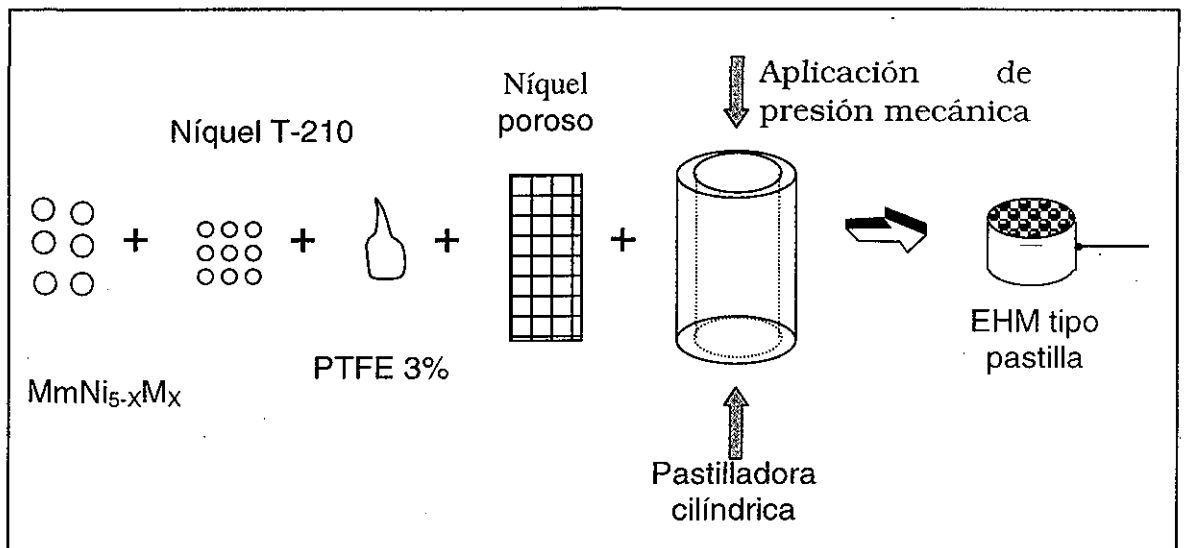 Níquel T-210
Níquel
poroso
Aplicación de
presión mecánica
MmNi5-XMX
PTFE 3%
Pastilladora
cilíndrica
EHM tipo
pastilla